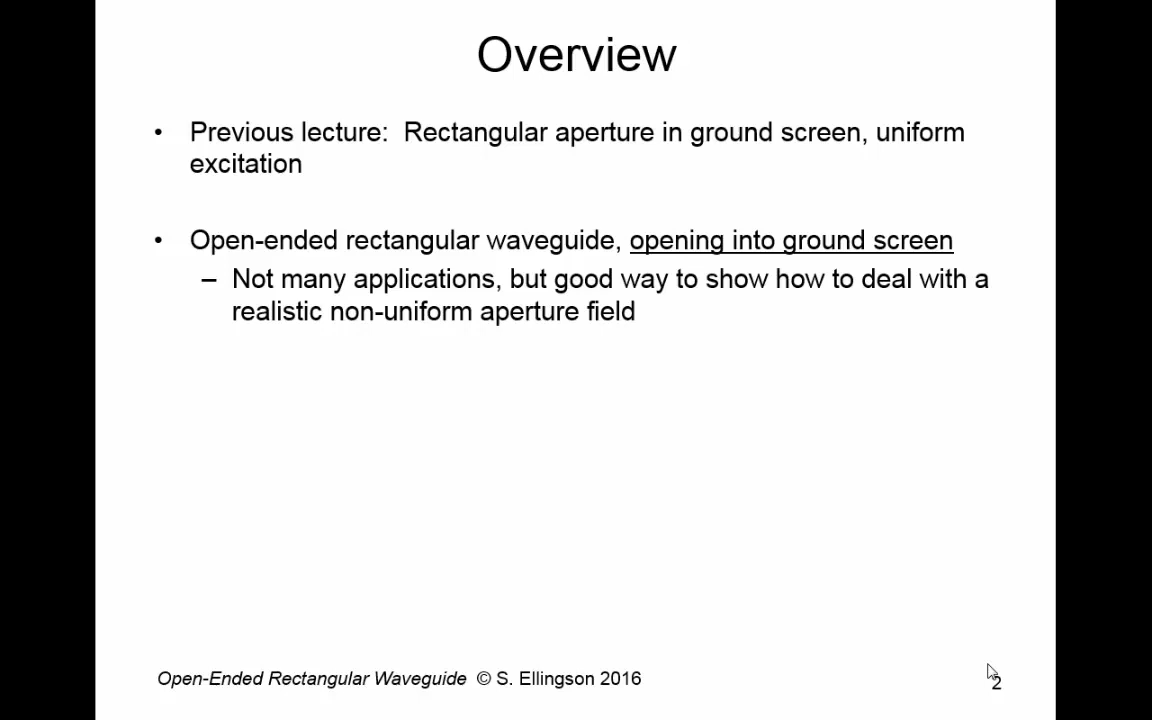 Overview
• Previous lecture: Rectangular aperture in ground screen, uniform
excitation
• Open-ended rectangular waveguide, opening into ground screen
– Not many applications, but good way to show how to deal with a
realistic non-uniform aperture field
Open-Ended Rectangular Waveguide © S. Ellingson 2016
2